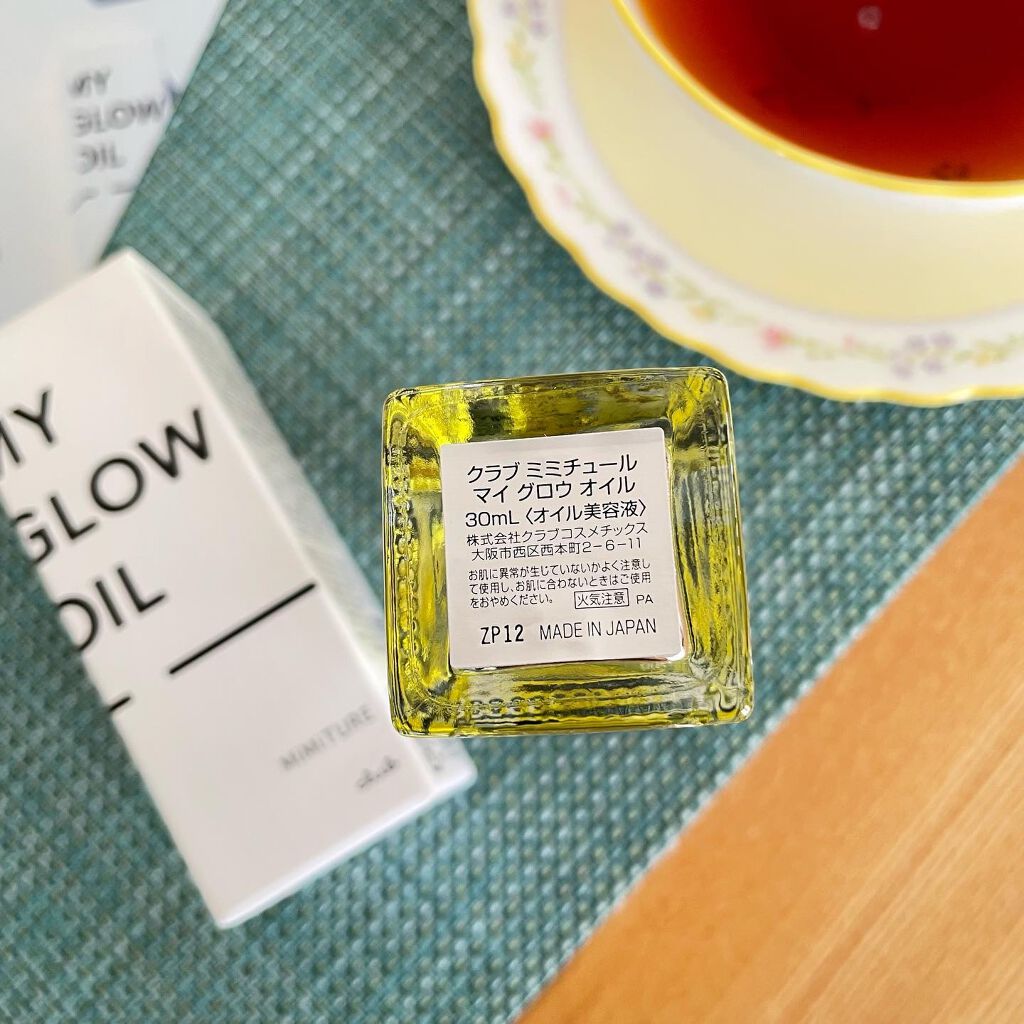 MY
GLOW
OIL
MY
GLOW
OIL
MiMiTURE
club
クラブ ミミチュール
マイ グロウ オイル
30mL〈オイル美容液〉
株式会社クラブコスメチックス
大阪市西区西本町2-6-11
お肌に異常が生じていないかよく注意し
て使用し、お肌に合わないときはご使用
をおやめください。 火気注意 PA
ZP12 MADE IN JAPAN